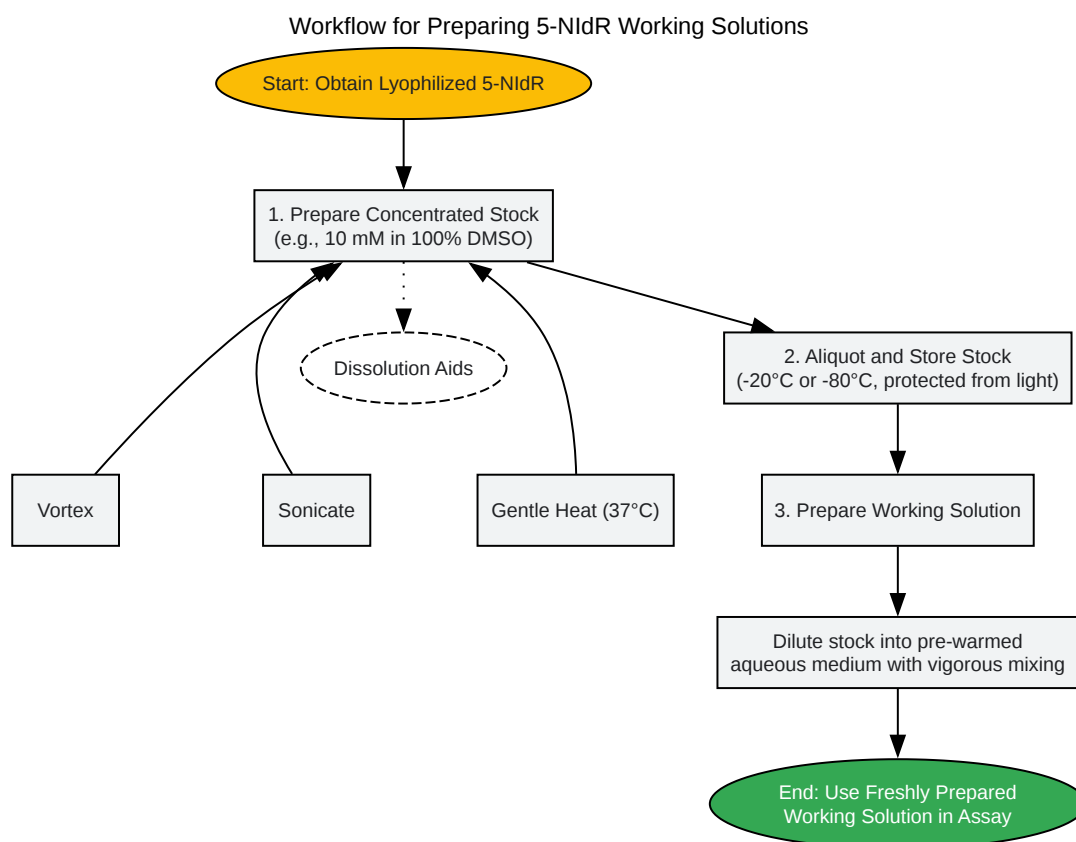 Workflow for Preparing 5-NIdR Working Solutions
Start: Obtain Lyophilized 5-NIdR
1. Prepare Concentrated Stock
(e.g., 10 mM in 100% DMSO)
Dissolution Aids
2. Aliquot and Store Stock
(-20°C or -80°C, protected from light)
Vortex
Sonicate
Gentle Heat (37°C)
3. Prepare Working Solution
Dilute stock into pre-warmed
aqueous medium with vigorous mixing
End: Use Freshly Prepared
Working Solution in Assay